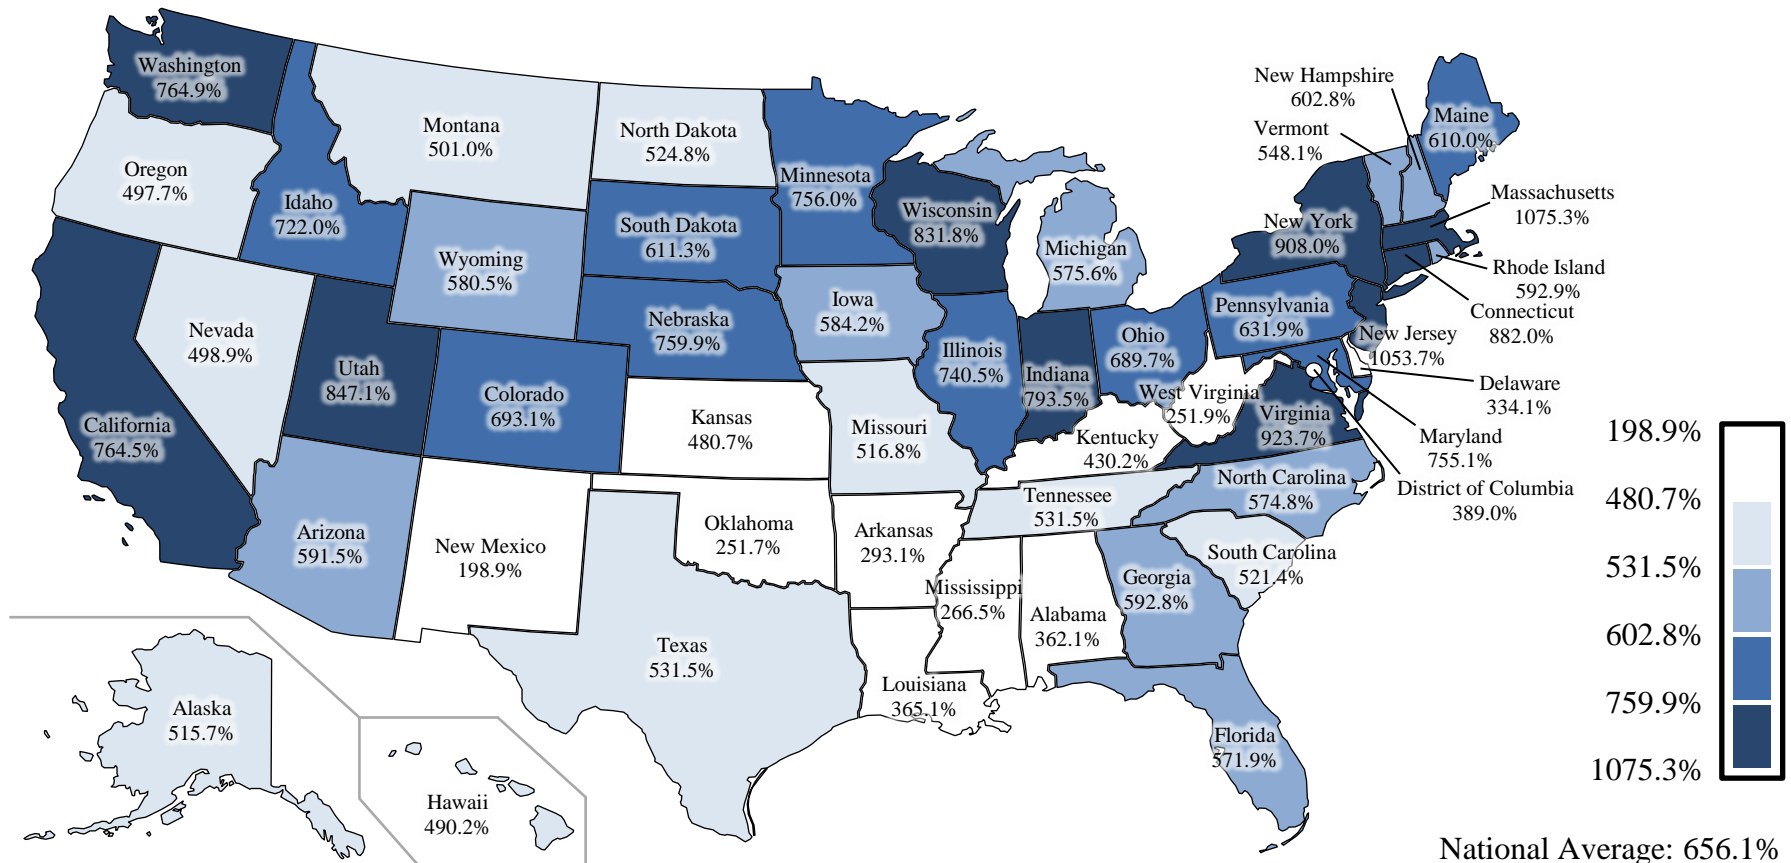 Washington
764.9%
Oregon
497.7%
California
764.5%
Nevada
498.9%
Idaho
722.0%
Montana
501.0%
Wyoming
580.5%
Utah
847.1%
Colorado
693.1%
Arizona
591.5%
New Mexico
198.9%
North Dakota
524.8%
South Dakota
611.3%
Nebraska
759.9%
Kansas
480.7%
Oklahoma
251.7%
Texas
531.5%
Minnesota
756.0%
Iowa
584.2%
Missouri
516.8%
Arkansas
293.1%
Louisiana
365.1%
Wisconsin
831.8%
Illinois
740.5%
Michigan
575.6%
Indiana
793.5%
Ohio
689.7%
Kentucky
430.2%
Tennessee
531.5%
Mississippi
266.5%
Alabama
362.1%
Georgia
592.8%
Florida
571.9%
South Carolina
521.4%
North Carolina
574.8%
Virginia
923.7%
West Virginia
251.9%
Pennsylvania
631.9%
New York
908.0%
Vermont
548.1%
New Hampshire
602.8%
Maine
610.0%
Massachusetts
1075.3%
Rhode Island
592.9%
Connecticut
882.0%
New Jersey
1053.7%
Delaware
334.1%
Maryland
755.1%
District of Columbia
389.0%
Alaska
515.7%
Hawaii
490.2%
198.9%
480.7%
531.5%
602.8%
759.9%
1075.3%
National Average: 656.1%